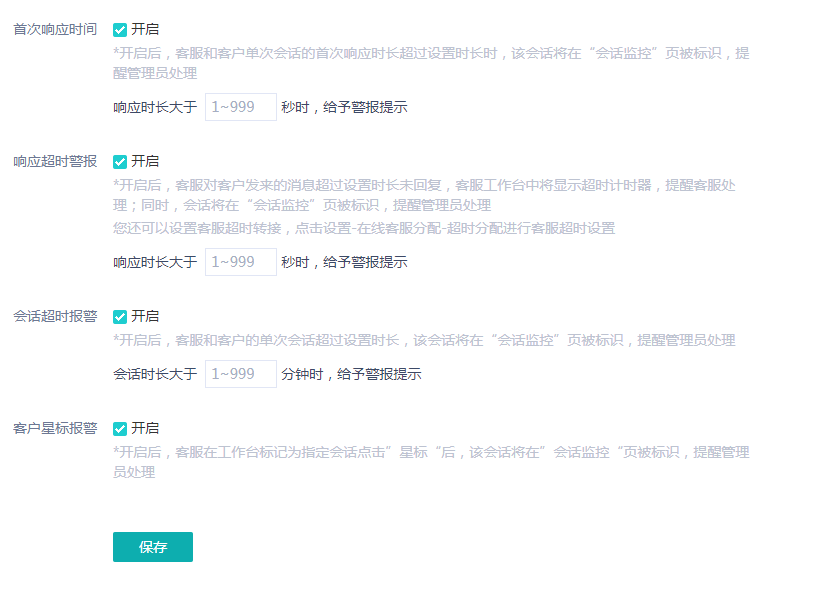 首次响应时间 开启
*开启后，客服和客户单次会话的首次响应时长超过设置时长时，该会话将在“会话监控”页被标识，提
醒管理员处理
响应时长大于 1~999 秒时，给予警报提示
响应超时警报 开启
*开启后，客服对客户发来的消息超过设置时长未回复，客服工作台中将显示超时计时器，提醒客服处
理；同时，会话将在“会话监控”页被标识，提醒管理员处理
您还可以设置客服超时转接，点击设置-在线客服分配-超时分配进行客服超时设置
响应时长大于 1~999 秒时，给予警报提示
会话超时报警 开启
*开启后，客服和客户的单次会话超过设置时长，该会话将在“会话监控”页被标识，提醒管理员处理
会话时长大于 1~999 分钟时，给予警报提示
客户星标报警 开启
*开启后，客服在工作台标记为指定会话点击”星标“后，该会话将在”会话监控“页被标识，提醒管理
员处理
保存